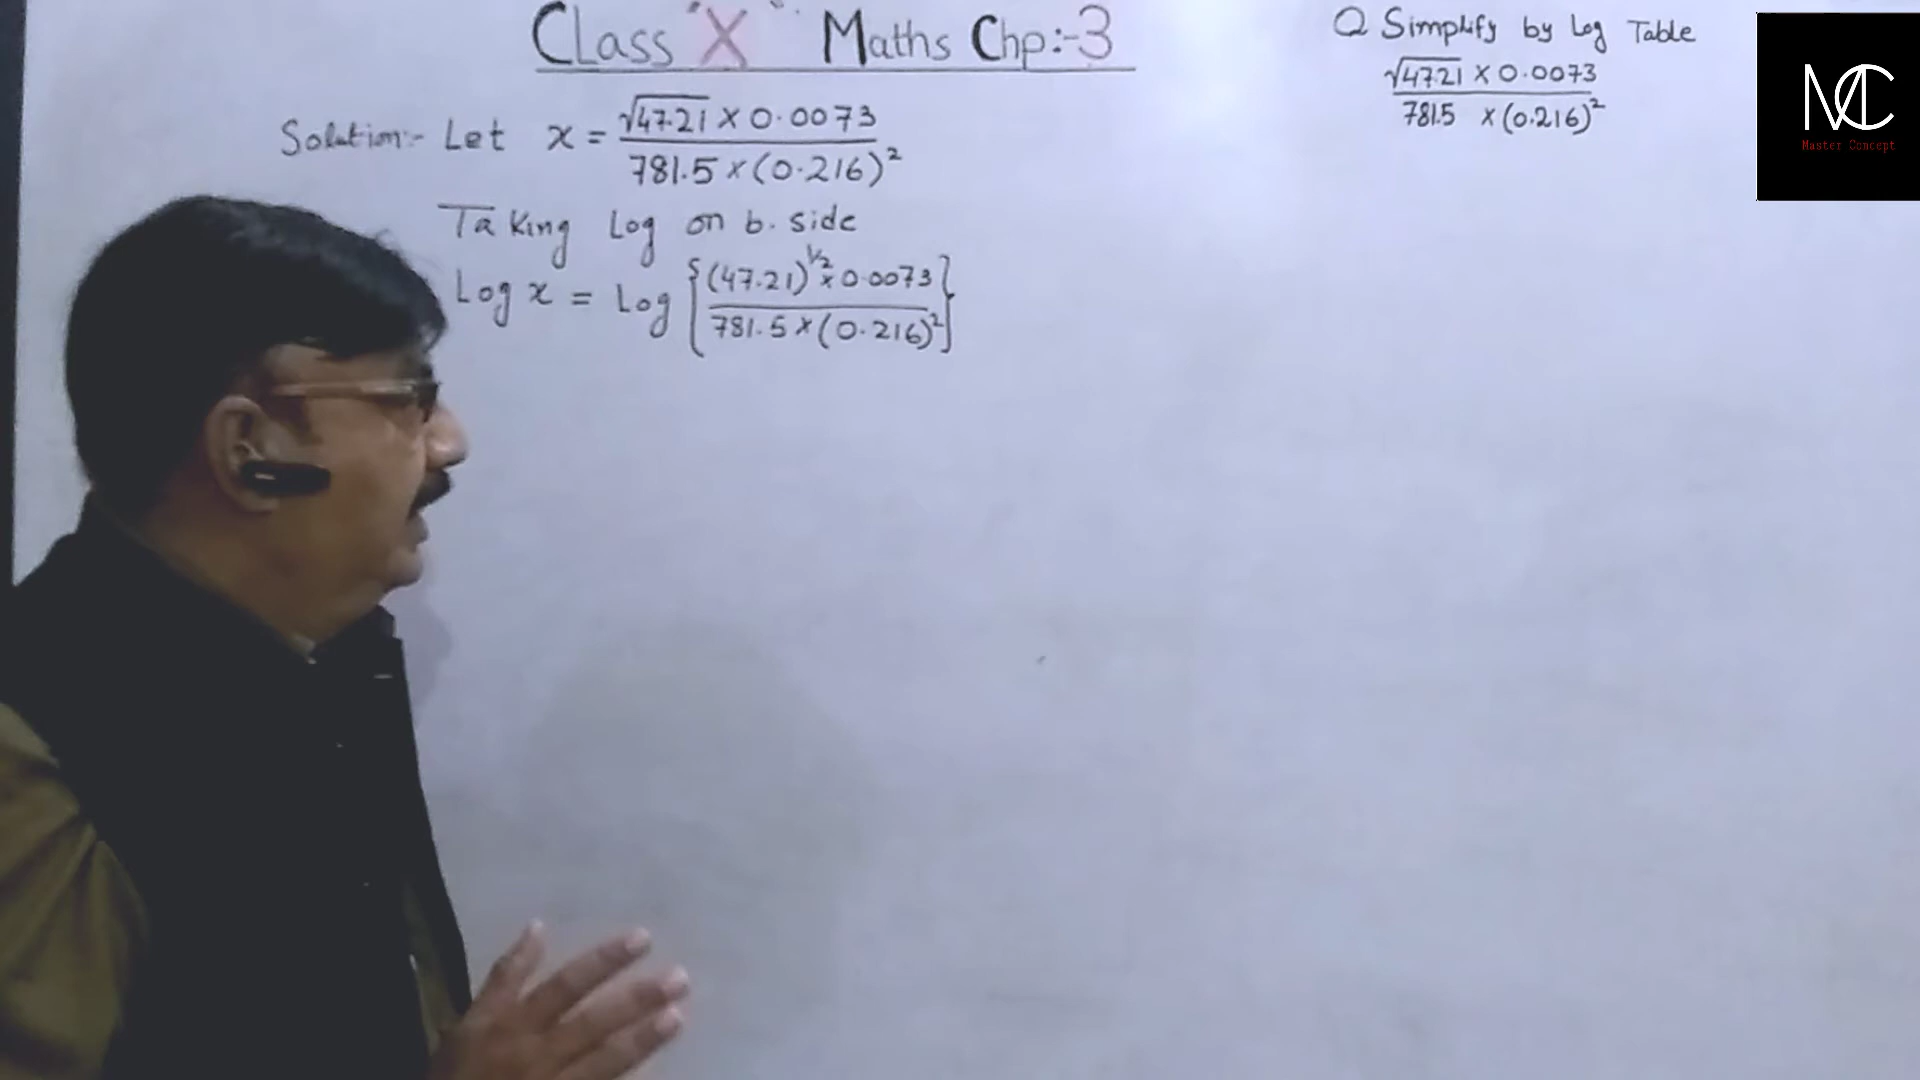 Class "X" Maths Chp:-3
Solution:- Let x = √47.21 × 0.0073 / 781.5 × (0.216)²
Taking Log on b. side
Log x = Log {(47.21)^1/2 × 0.0073 / 781.5 × (0.216)²}
Q Simplify by Log Table
√47.21 × 0.0073
781.5 × (0.216)²
MC
Master Concept